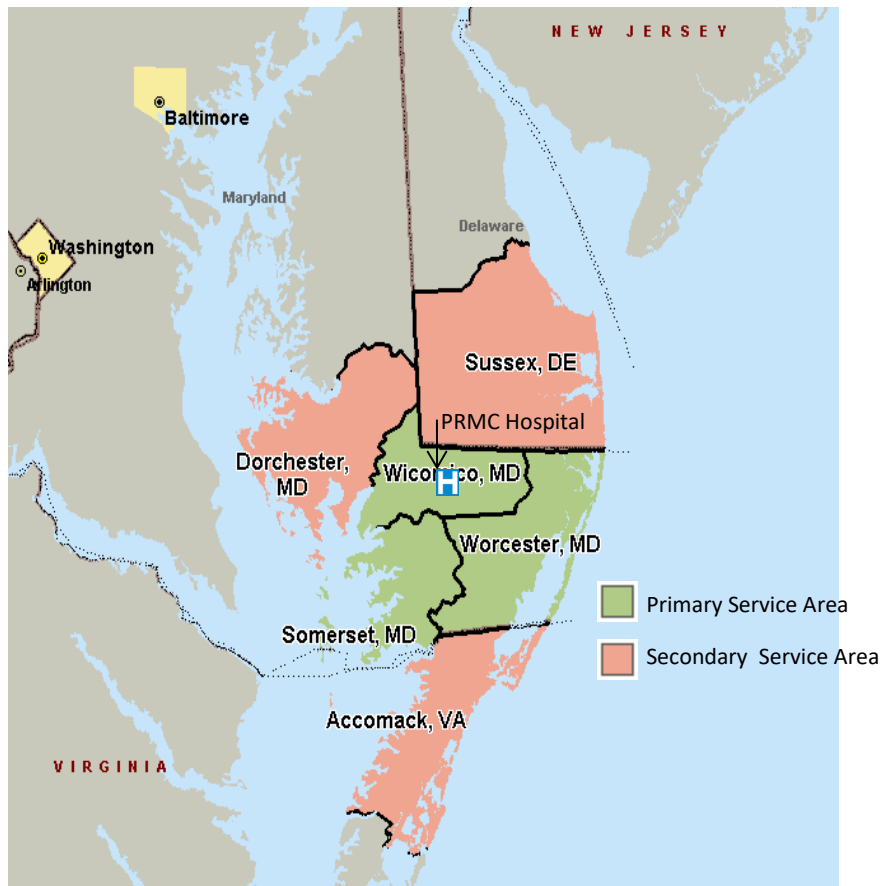 NEW JERSEY
Baltimore
Maryland
Delaware
Washington
Arlington
Sussex, DE
PRMC Hospital
Dorchester,
MD
Wicomico, MD
H
Worcester, MD
Primary Service Area
Somerset, MD
Secondary Service Area
Accomack, VA
VIRGINIA